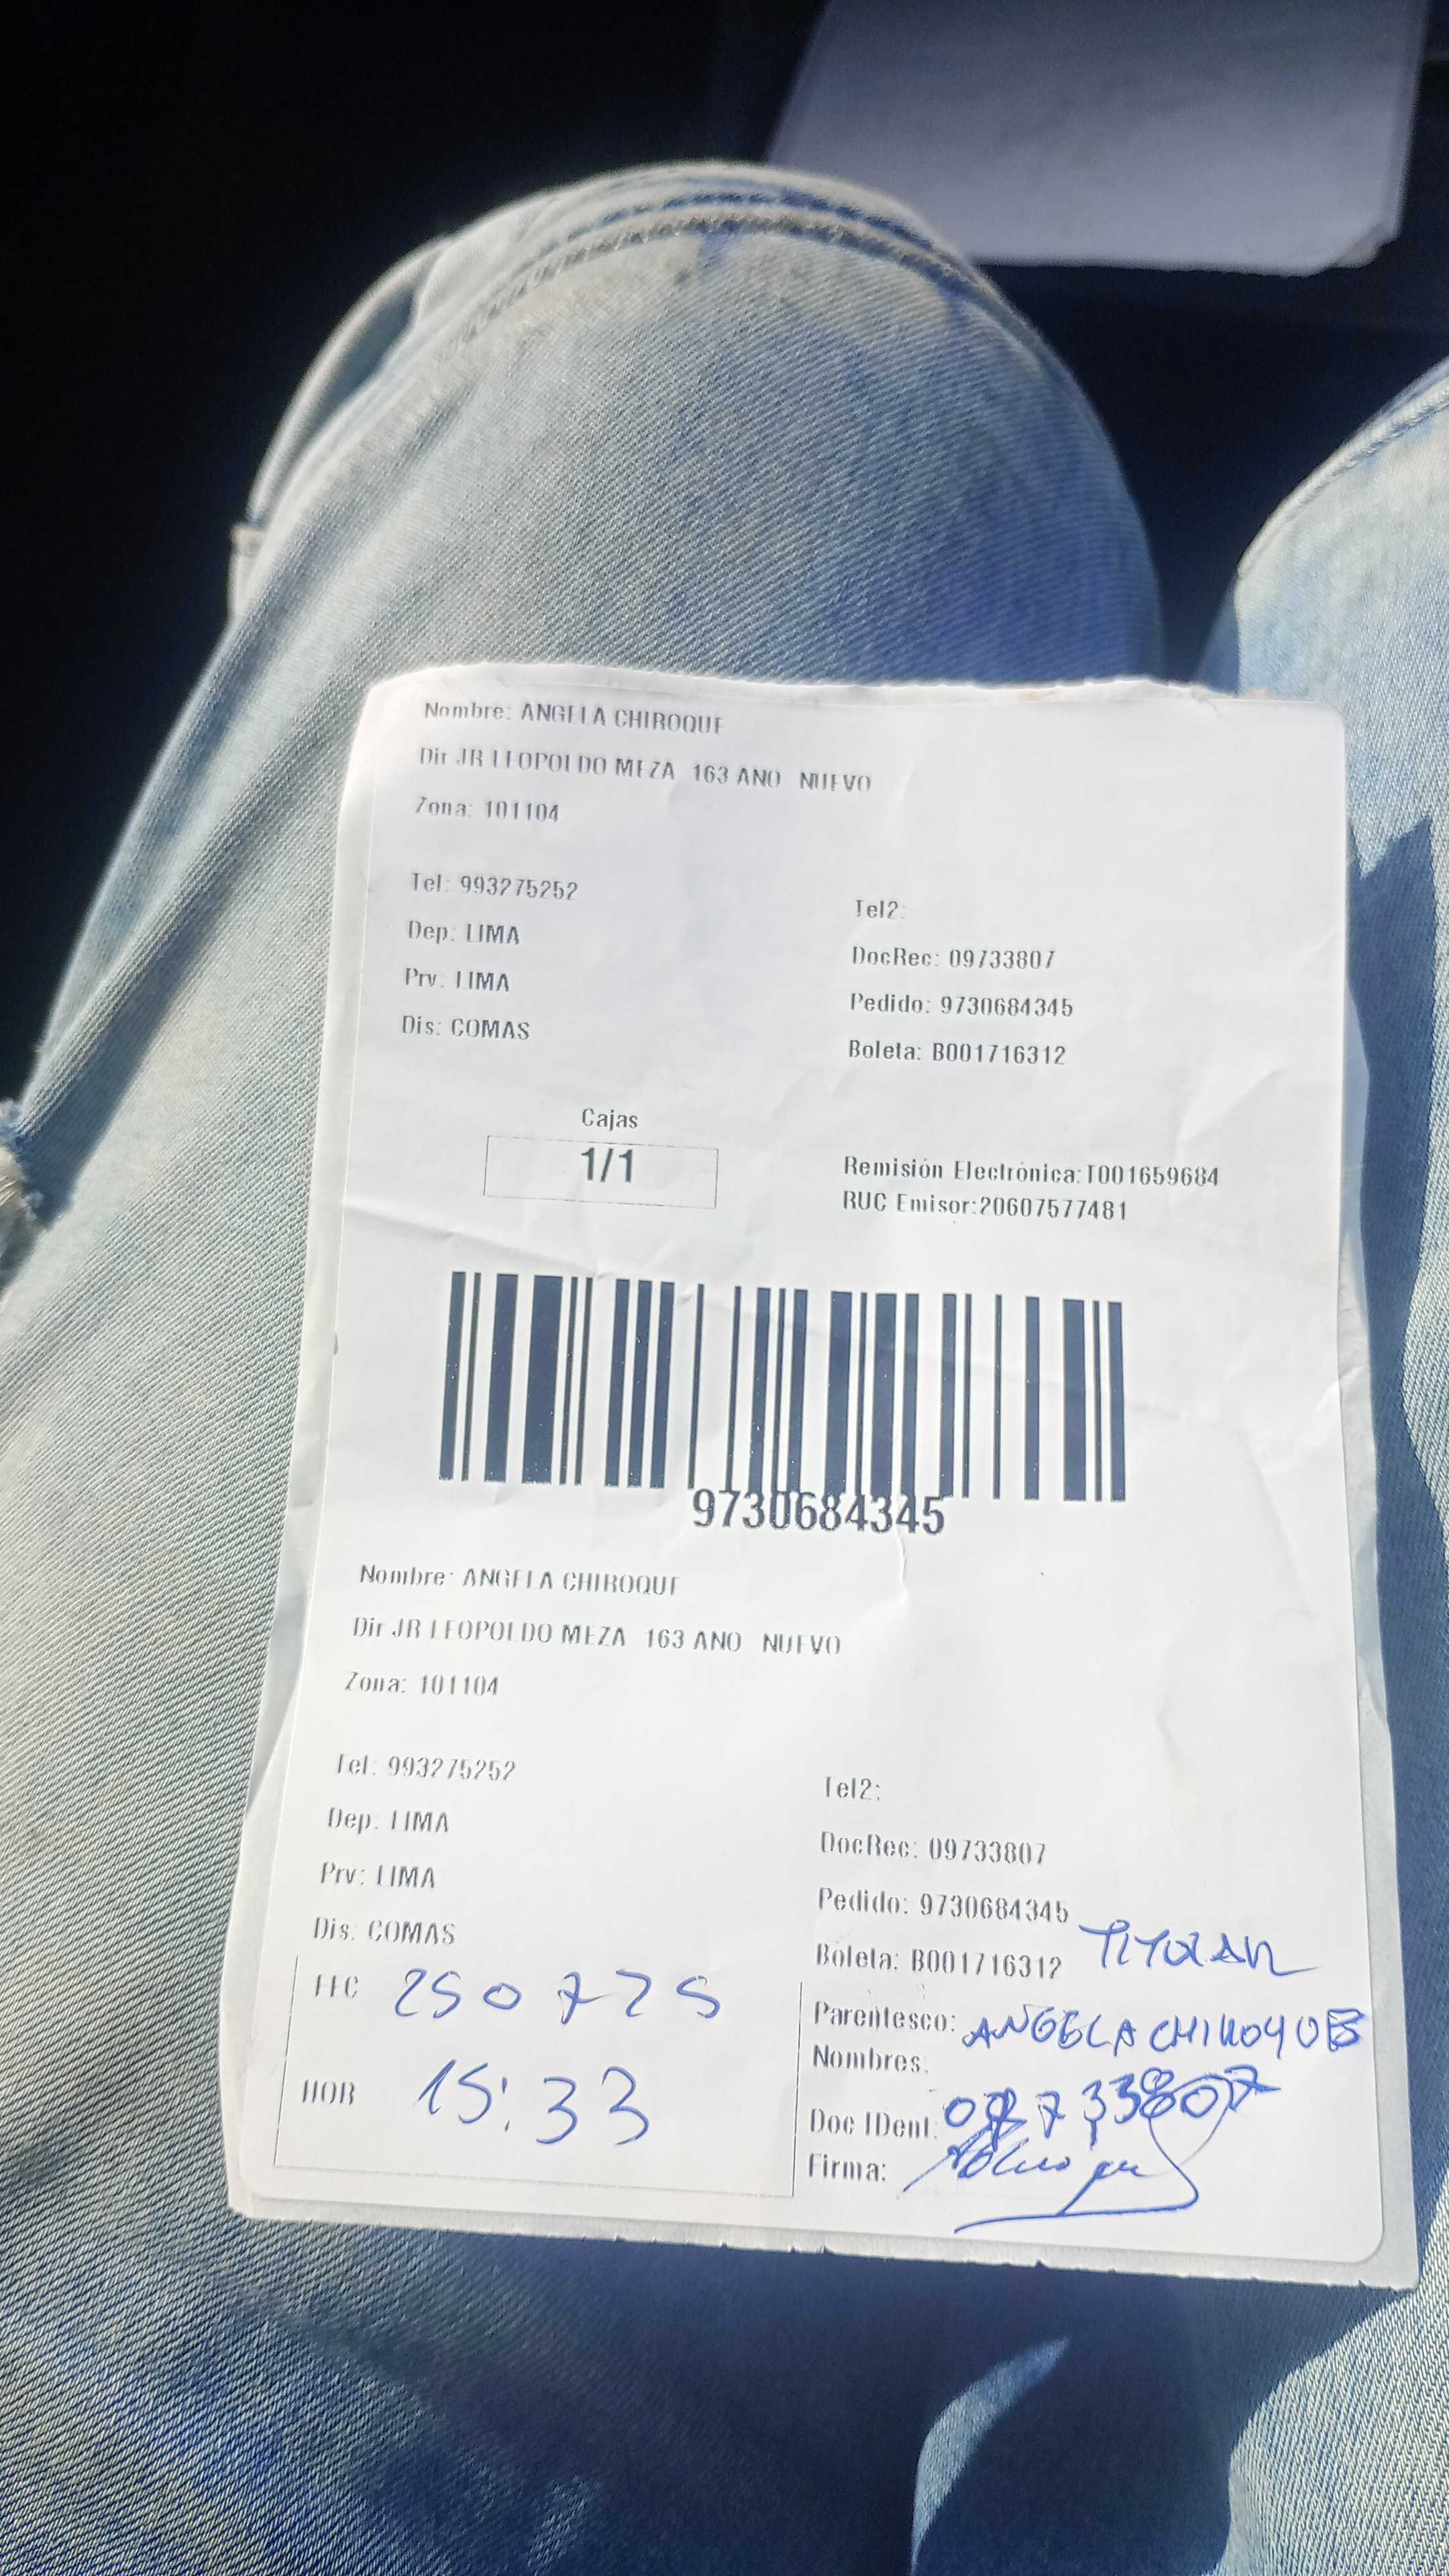 Nombre: ANGELA CHIROQUE
Dir JR LEOPOLDO MEZA 163 ANO NUEVO
Zona: 101104
Tel: 993275252
Tel2:
Dep: LIMA
DocRec: 09733807
Prv: LIMA
Pedido: 9730684345
Dis: COMAS
Boleta: B001716312
Cajas
1/1
Remisión Electrónica:T001659684
RUC Emisor:20607577481
9730684345
Nombre: ANGELA CHIROQUE
Dir JR LEOPOLDO MEZA 163 ANO NUEVO
Zona: 101104
Tel: 993275252
Tel2:
Dep: LIMA
DocRec: 09733807
Prv: LIMA
Pedido: 9730684345
Dis: COMAS
Boleta: B001716312 TITULAR
FEC 250725
Parentesco: ANGELA CHIROQUE
Nombres:
HOR 15:33
Doc IDent: 09733807
Firma: